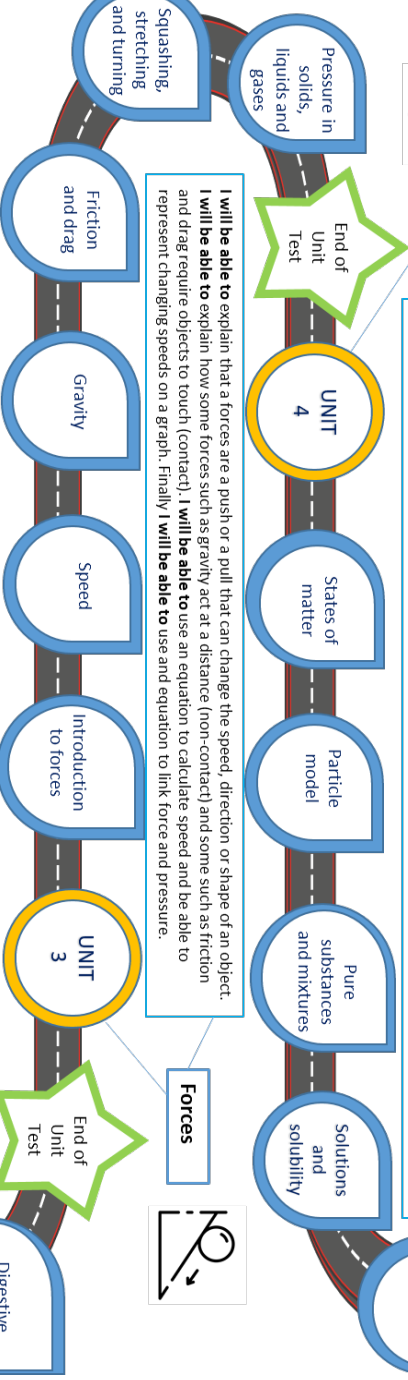 Pressure in
solids,
liquids and
gases
End of
Unit
Test
UNIT
4
States of
matter
Particle
model
Pure
substances
and mixtures
Solutions
and
solubility
Squashing,
stretching
and turning
I will be able to explain that a forces are a push or a pull that can change the speed, direction or shape of an object.
I will be able to explain how some forces such as gravity act at a distance (non-contact) and some such as friction
and drag require objects to touch (contact). I will be able to use an equation to calculate speed and be able to
represent changing speeds on a graph. Finally I will be able to use and equation to link force and pressure.
Forces
Friction
and drag
Gravity
Speed
Introduction
to forces
UNIT
3
End of
Unit
Test
Digestive